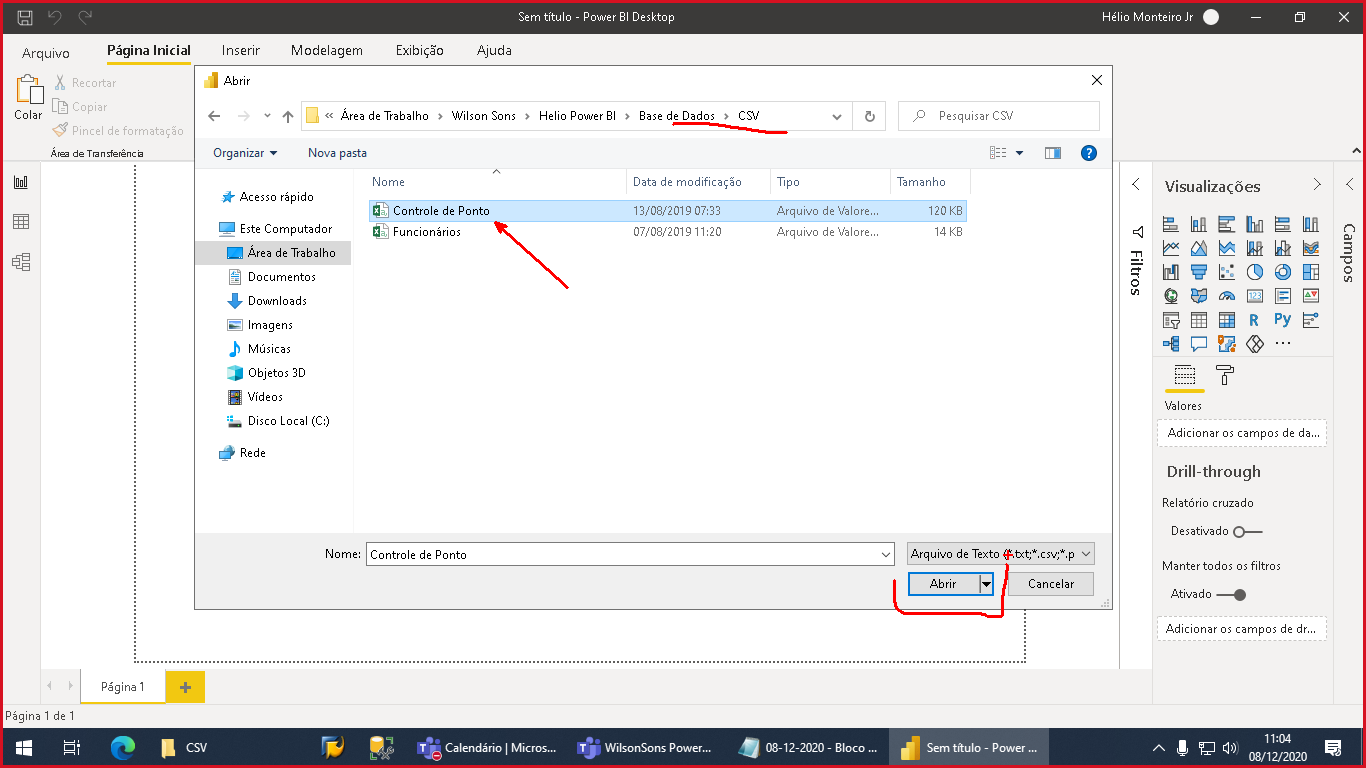 Sem título - Power BI Desktop
Hélio Monteiro Jr
Arquivo
Página Inicial
Inserir
Modelagem
Exibição
Ajuda
Colar
Recortar
Copiar
Pincel de formatação
Área de Transferência
Abrir
« Área de Trabalho › Wilson Sons › Helio Power BI › Base de Dados › CSV
Pesquisar CSV
Organizar
Nova pasta
Nome
Data de modificação
Tipo
Tamanho
Controle de Ponto
13/08/2019 07:33
Arquivo de Valore...
120 KB
Funcionários
07/08/2019 11:20
Arquivo de Valore...
14 KB
Acesso rápido
Este Computador
Área de Trabalho
Documentos
Downloads
Imagens
Músicas
Objetos 3D
Vídeos
Disco Local (C:)
Rede
Nome:
Controle de Ponto
Arquivo de Texto (*.txt;*.csv;*.p
Abrir
Cancelar
Filtros
Visualizações
R
Py
123
Valores
Adicionar os campos de da...
Drill-through
Relatório cruzado
Desativado
Manter todos os filtros
Ativado
Adicionar os campos de dr...
Campos
Página 1
Página 1 de 1
CSV
Calendário | Micros...
WilsonSons Power...
08-12-2020 - Bloco ...
Sem título - Power ...
11:04
08/12/2020